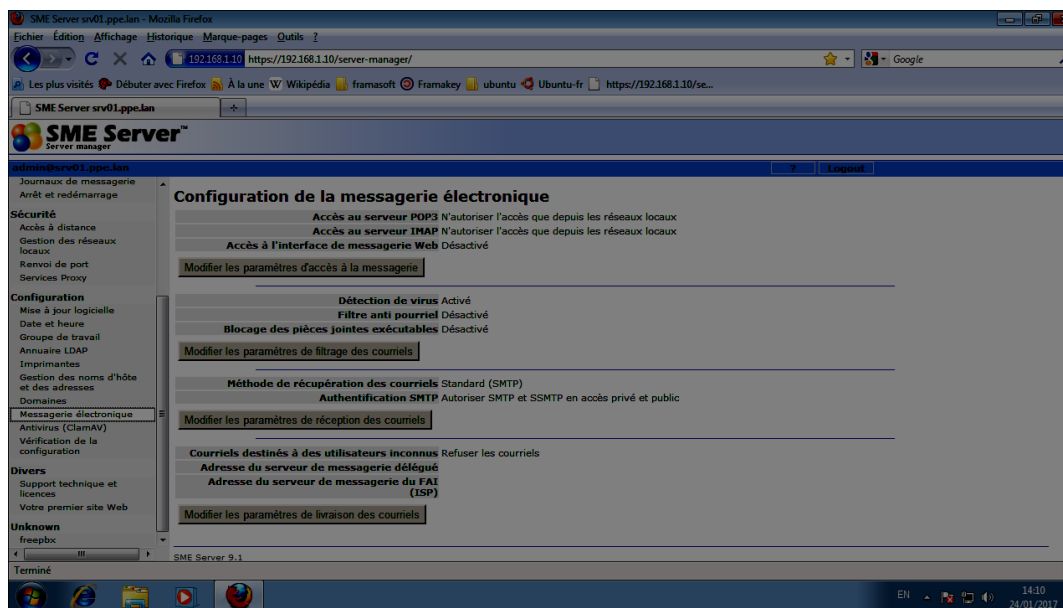 SME Server srv01.ppe.lan - Mozilla Firefox
Fichier Édition Affichage Historique Marque-pages Outils ?
192.168.1.10 https://192.168.1.10/server-manager/
Google
Les plus visités Débuter avec Firefox À la une W Wikipédia framasoft Framakey ubuntu Ubuntu-fr https://192.168.1.10/se...
SME Server srv01.ppe.lan
SME Server™
Server manager
admin@srv01.ppe.lan ? Logout
Journaux de messagerie
Arrêt et redémarrage
Sécurité
Accès à distance
Gestion des réseaux
locaux
Renvoi de port
Services Proxy
Configuration
Mise à jour logicielle
Date et heure
Groupe de travail
Annuaire LDAP
Imprimantes
Gestion des noms d'hôte
et des adresses
Domaines
Messagerie électronique
Antivirus (ClamAV)
Vérification de la
configuration
Divers
Support technique et
licences
Votre premier site Web
Unknown
freepbx
Configuration de la messagerie électronique
Accès au serveur POP3 N'autoriser l'accès que depuis les réseaux locaux
Accès au serveur IMAP N'autoriser l'accès que depuis les réseaux locaux
Accès à l'interface de messagerie Web Désactivé
Modifier les paramètres d'accès à la messagerie
Détection de virus Activé
Filtre anti pourriel Désactivé
Blocage des pièces jointes exécutables Désactivé
Modifier les paramètres de filtrage des courriels
Méthode de récupération des courriels Standard (SMTP)
Authentification SMTP Autoriser SMTP et SSMTP en accès privé et public
Modifier les paramètres de réception des courriels
Courriels destinés à des utilisateurs inconnus Refuser les courriels
Adresse du serveur de messagerie délégué
Adresse du serveur de messagerie du FAI
(ISP)
Modifier les paramètres de livraison des courriels
SME Server 9.1
Terminé
EN
14:10
24/01/2017